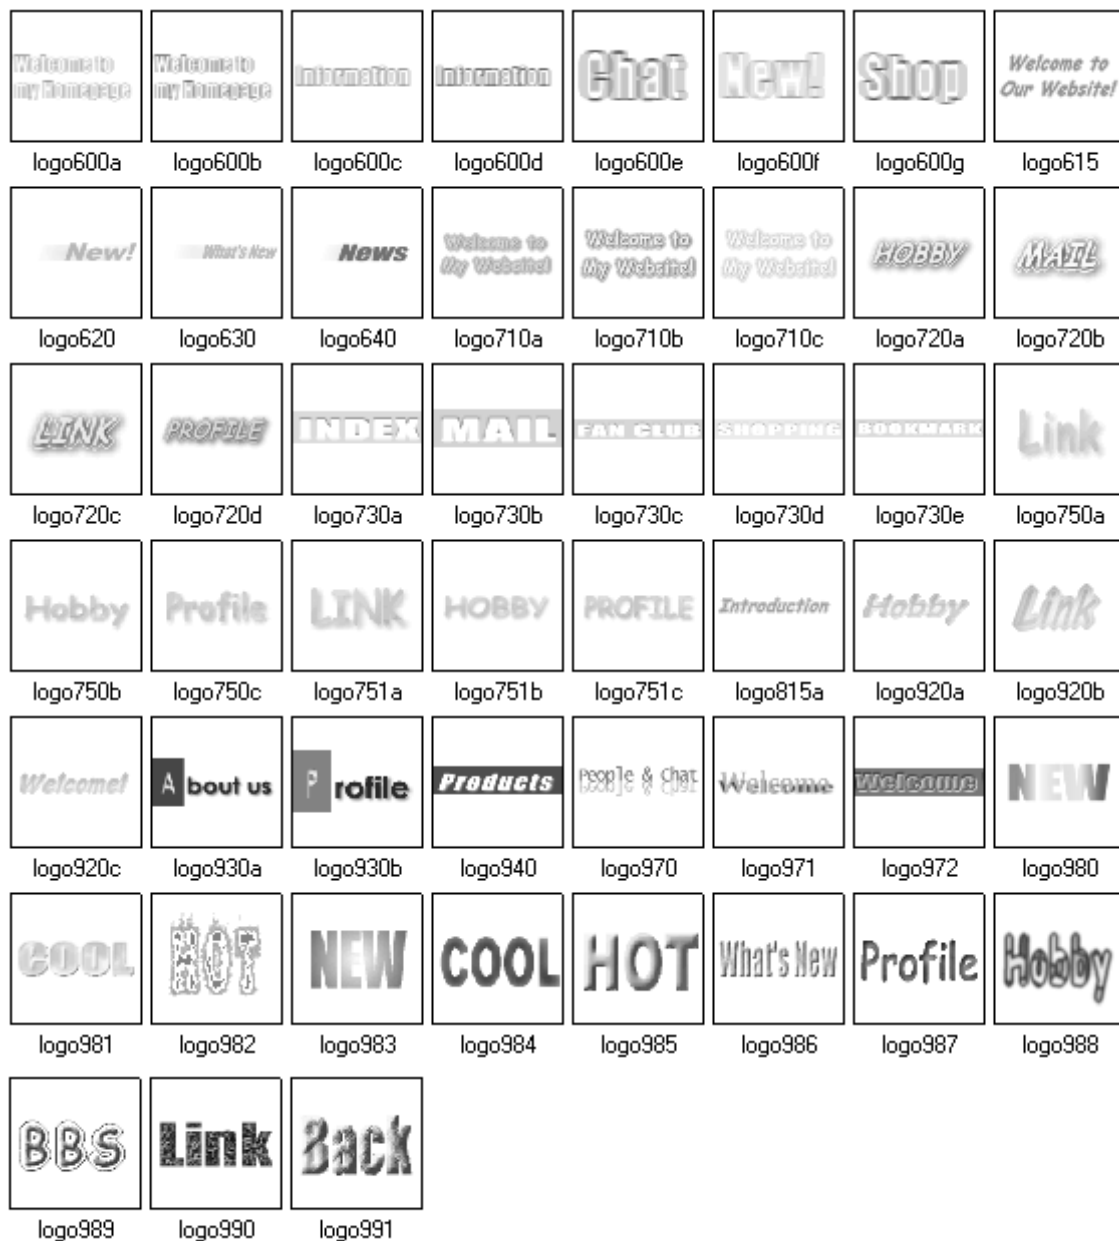 Welcome to
my Homepage
Welcome to
my Homepage
Information
Information
Chat
New!
Shop
Welcome to
Our Website!
logo600a
logo600b
logo600c
logo600d
logo600e
logo600f
logo600g
logo615
New!
What's New
News
Welcome to
My Website!
Welcome to
My Website!
Welcome to
My Website!
HOBBY
MAIL
logo620
logo630
logo640
logo710a
logo710b
logo710c
logo720a
logo720b
LINK
PROFILE
INDEX
MAIL
FAN CLUB
SHOPPING
BOOKMARK
Link
logo720c
logo720d
logo730a
logo730b
logo730c
logo730d
logo730e
logo750a
Hobby
Profile
LINK
HOBBY
PROFILE
Introduction
Hobby
Link
logo750b
logo750c
logo751a
logo751b
logo751c
logo815a
logo920a
logo920b
Welcome!
About us
Profile
Products
People & Chat
Welcome
Welcome
NEW
logo920c
logo930a
logo930b
logo940
logo970
logo971
logo972
logo980
COOL
HOT
NEW
COOL
HOT
What's New
Profile
Hobby
logo981
logo982
logo983
logo984
logo985
logo986
logo987
logo988
BBS
Link
Back
logo989
logo990
logo991